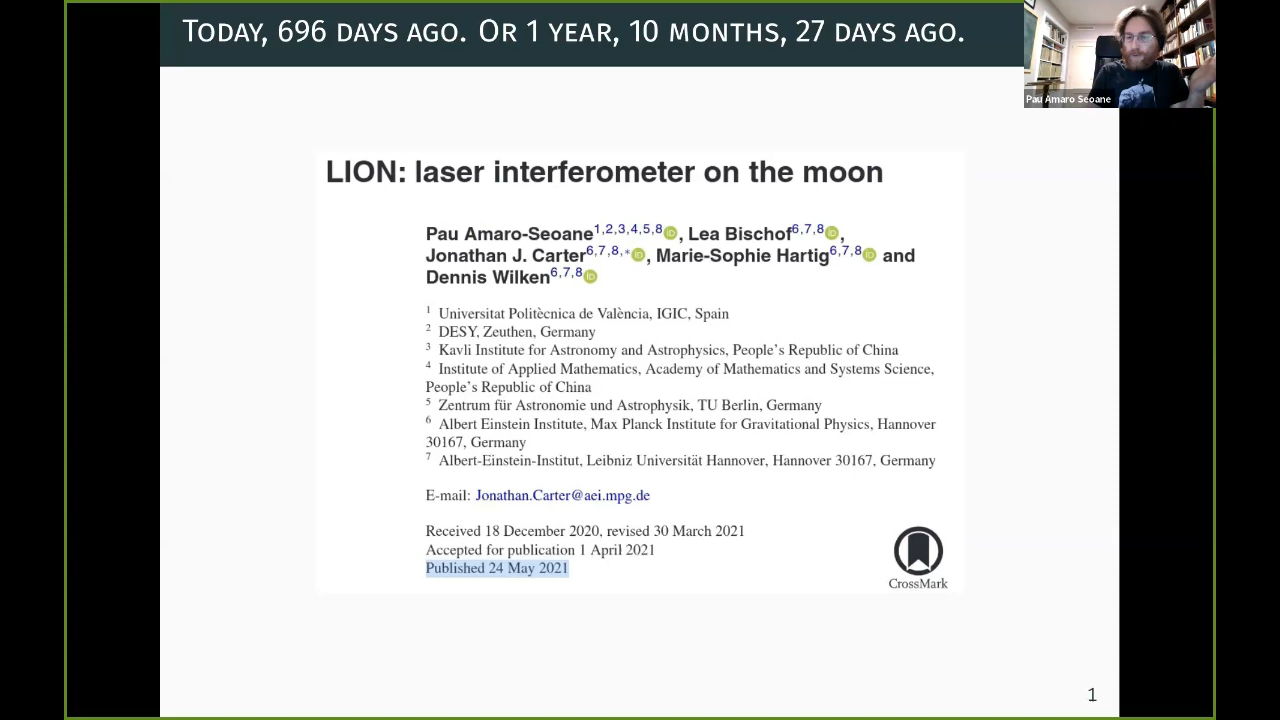 Today, 696 days ago. Or 1 year, 10 months, 27 days ago.
Pau Amaro Seoane
LION: laser interferometer on the moon
Pau Amaro-Seoane1,2,3,4,5,8 iD, Lea Bischof6,7,8 iD,
Jonathan J. Carter6,7,8,* iD, Marie-Sophie Hartig6,7,8 iD and
Dennis Wilken6,7,8 iD
1 Universitat Politècnica de València, IGIC, Spain
2 DESY, Zeuthen, Germany
3 Kavli Institute for Astronomy and Astrophysics, People's Republic of China
4 Institute of Applied Mathematics, Academy of Mathematics and Systems Science,
People's Republic of China
5 Zentrum für Astronomie und Astrophysik, TU Berlin, Germany
6 Albert Einstein Institute, Max Planck Institute for Gravitational Physics, Hannover
30167, Germany
7 Albert-Einstein-Institut, Leibniz Universität Hannover, Hannover 30167, Germany
E-mail: Jonathan.Carter@aei.mpg.de
Received 18 December 2020, revised 30 March 2021
Accepted for publication 1 April 2021
Published 24 May 2021
CrossMark
1